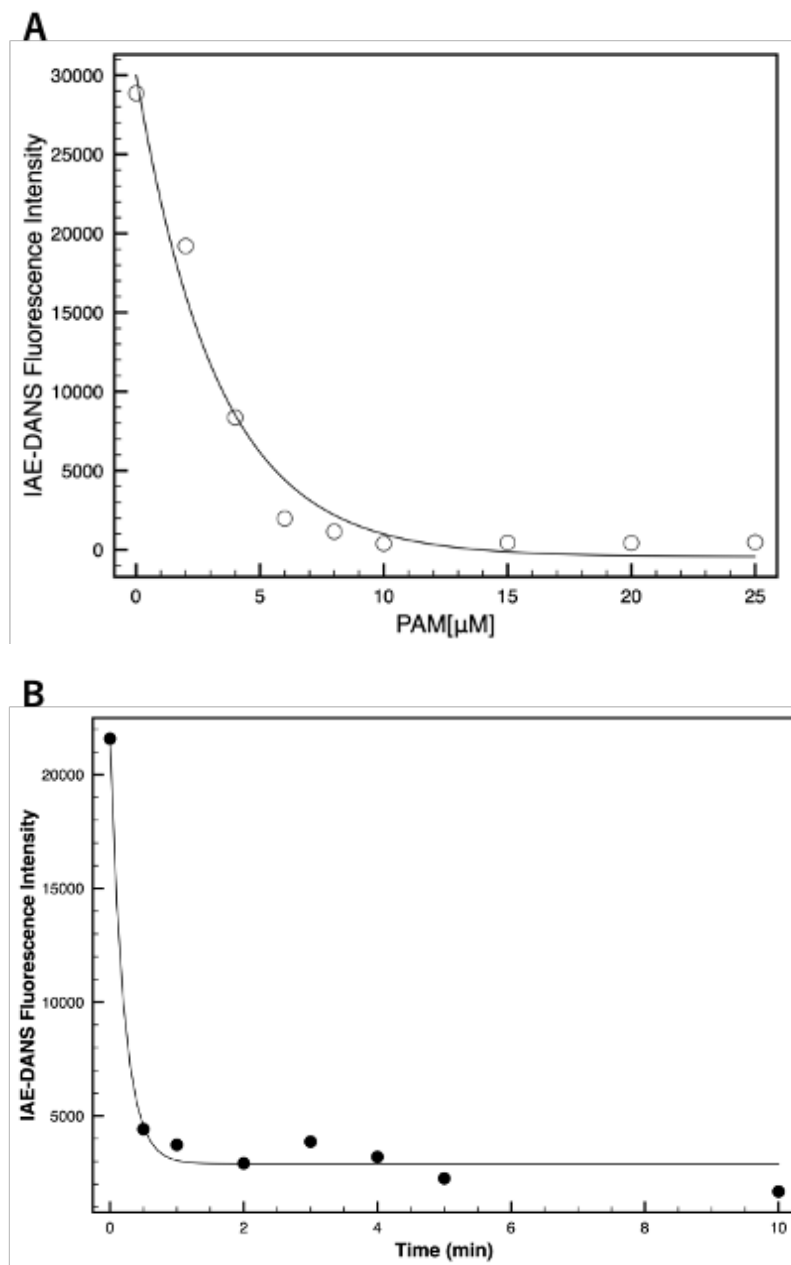 A
30000
25000
20000
15000
10000
5000
0
IAE-DANS Fluorescence Intensity
0 5 10 15 20 25
PAM[µM]
B
20000
15000
10000
5000
IAE-DANS Fluorescence Intensity
0 2 4 6 8 10
Time (min)